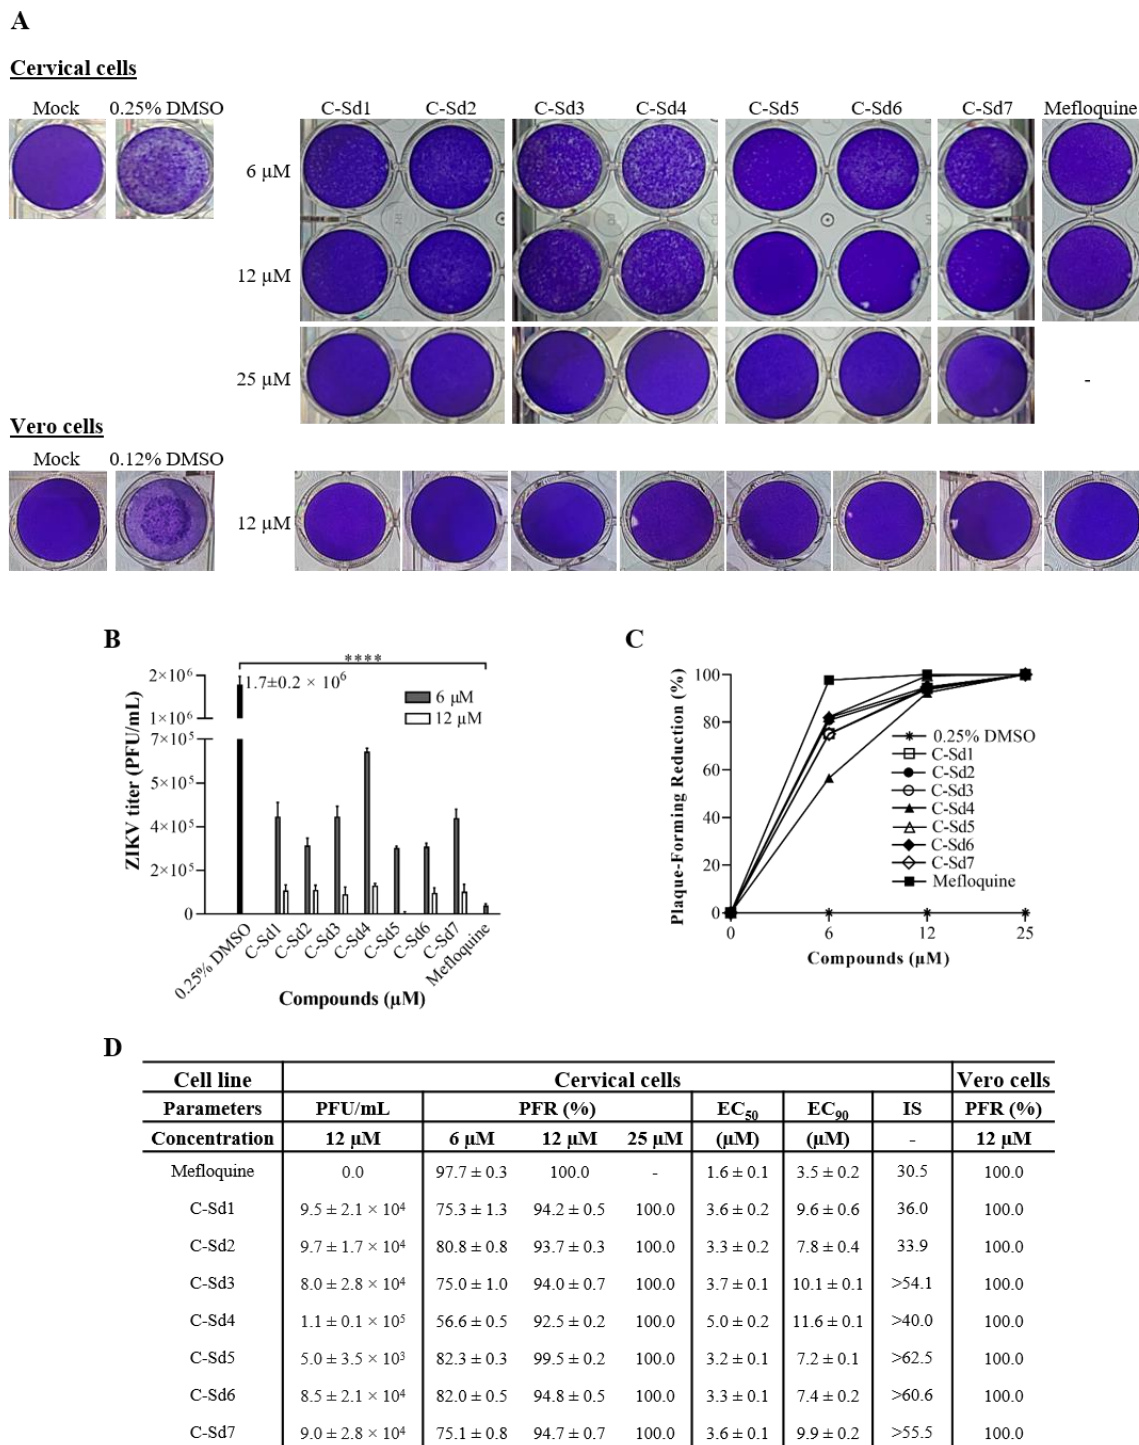 A
Cervical cells
Mock 0.25% DMSO C-Sd1 C-Sd2 C-Sd3 C-Sd4 C-Sd5 C-Sd6 C-Sd7 Mefloquine
6 µM
12 µM
25 µM -
Vero cells
Mock 0.12% DMSO
12 µM
B
****
2×10⁶
1.7±0.2 × 10⁶
1×10⁶
7×10⁵
5×10⁵
4×10⁵
2×10⁵
0
ZIKV titer (PFU/mL)
6 µM
12 µM
0.25% DMSO C-Sd1 C-Sd2 C-Sd3 C-Sd4 C-Sd5 C-Sd6 C-Sd7 Mefloquine
Compounds (µM)
C
Plaque-Forming Reduction (%)
100
80
60
40
20
0
0.25% DMSO
C-Sd1
C-Sd2
C-Sd3
C-Sd4
C-Sd5
C-Sd6
C-Sd7
Mefloquine
0 6 12 25
Compounds (µM)
D
Cell line Cervical cells Vero cells
Parameters PFU/mL PFR (%) EC₅₀ EC₉₀ IS PFR (%)
Concentration 12 µM 6 µM 12 µM 25 µM (µM) (µM) - 12 µM
Mefloquine 0.0 97.7 ± 0.3 100.0 - 1.6 ± 0.1 3.5 ± 0.2 30.5 100.0
C-Sd1 9.5 ± 2.1 × 10⁴ 75.3 ± 1.3 94.2 ± 0.5 100.0 3.6 ± 0.2 9.6 ± 0.6 36.0 100.0
C-Sd2 9.7 ± 1.7 × 10⁴ 80.8 ± 0.8 93.7 ± 0.3 100.0 3.3 ± 0.2 7.8 ± 0.4 33.9 100.0
C-Sd3 8.0 ± 2.8 × 10⁴ 75.0 ± 1.0 94.0 ± 0.7 100.0 3.7 ± 0.1 10.1 ± 0.1 >54.1 100.0
C-Sd4 1.1 ± 0.1 × 10⁵ 56.6 ± 0.5 92.5 ± 0.2 100.0 5.0 ± 0.2 11.6 ± 0.1 >40.0 100.0
C-Sd5 5.0 ± 3.5 × 10³ 82.3 ± 0.3 99.5 ± 0.2 100.0 3.2 ± 0.1 7.2 ± 0.1 >62.5 100.0
C-Sd6 8.5 ± 2.1 × 10⁴ 82.0 ± 0.5 94.8 ± 0.5 100.0 3.3 ± 0.1 7.4 ± 0.2 >60.6 100.0
C-Sd7 9.0 ± 2.8 × 10⁴ 75.1 ± 0.8 94.7 ± 0.7 100.0 3.6 ± 0.1 9.9 ± 0.2 >55.5 100.0